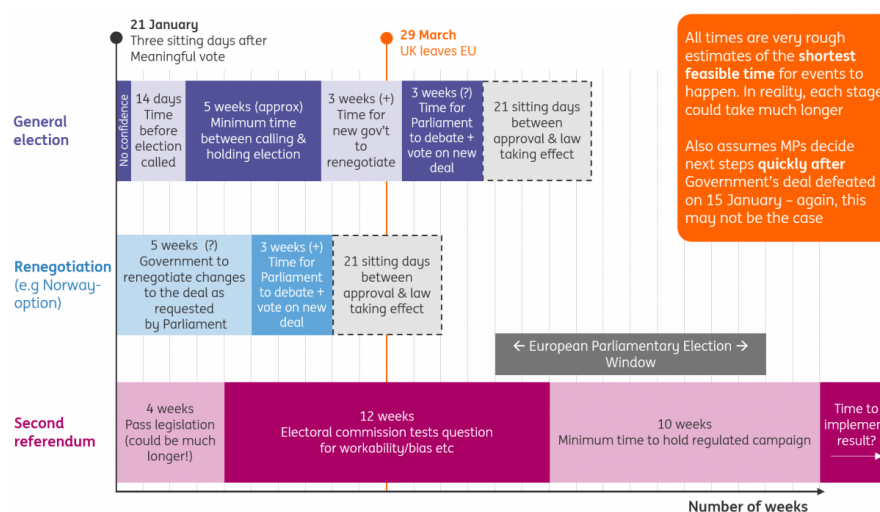 21 January
Three sitting days after
Meaningful vote
29 March
UK leaves EU
All times are very rough
estimates of the shortest
feasible time for events to
happen. In reality, each stage
could take much longer
Also assumes MPs decide
next steps quickly after
Government's deal defeated
on 15 January – again, this
may not be the case
General
election
No confidence
14 days
Time
before
election
called
5 weeks (approx)
Minimum time
between calling &
holding election
3 weeks (+)
Time for
new gov't
to
renegotiate
3 weeks (?)
Time for
Parliament
to debate +
vote on new
deal
21 sitting days
between
approval & law
taking effect
Renegotiation
(e.g Norway-
option)
5 weeks (?)
Government to
renegotiate changes
to the deal as
requested
by Parliament
3 weeks (+)
Time for
Parliament
to debate +
vote on new
deal
21 sitting days
between
approval & law
taking effect
← European Parliamentary Election →
Window
Second
referendum
4 weeks
Pass legislation
(could be much
longer!)
12 weeks
Electoral commission tests question
for workability/bias etc
10 weeks
Minimum time to hold regulated campaign
Time to
implement
result?
Number of weeks